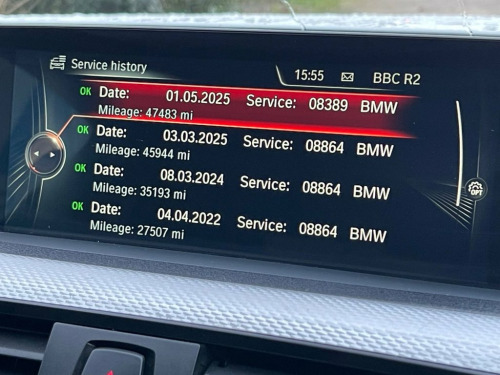 Service history
15:55 BBC R2
OK Date: 01.05.2025 Service: 08389 BMW
Mileage: 47483 mi
OK Date: 03.03.2025 Service: 08864 BMW
Mileage: 45944 mi
OK Date: 08.03.2024 Service: 08864 BMW
Mileage: 35193 mi
OK Date: 04.04.2022 Service: 08864 BMW
Mileage: 27507 mi
OPT